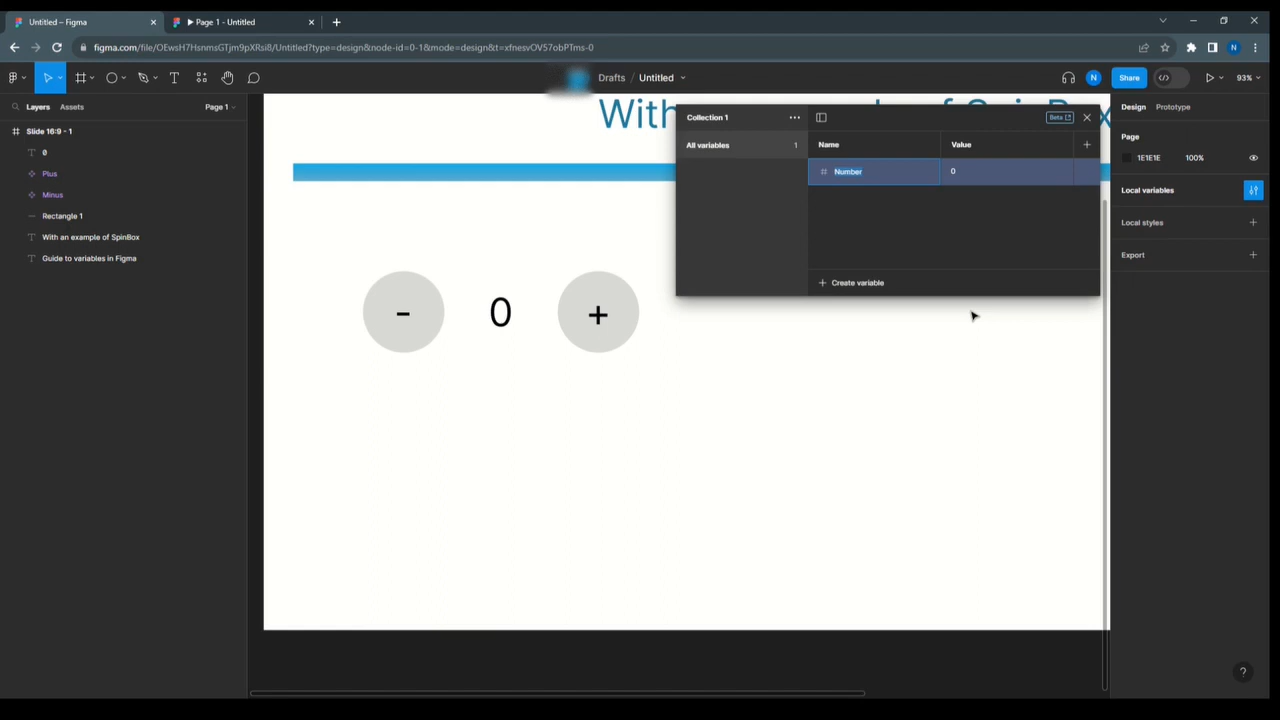 Untitled – Figma
Page 1 - Untitled
figma.com/file/OEwsH7HsnmsGTjm9pXRsi8/Untitled?type=design&node-id=0-1&mode=design&t=xfnesvOV57obPTms-0
N
Drafts / Untitled
N
Share
93%
Layers
Assets
Page 1
Slide 16:9 - 1
0
Plus
Minus
Rectangle 1
With an example of SpinBox
Guide to variables in Figma
Collection 1
Beta
All variables
1
Name
Value
Number
0
Create variable
- 0 +
Design
Prototype
Page
1E1E1E
100%
Local variables
Local styles
Export
?